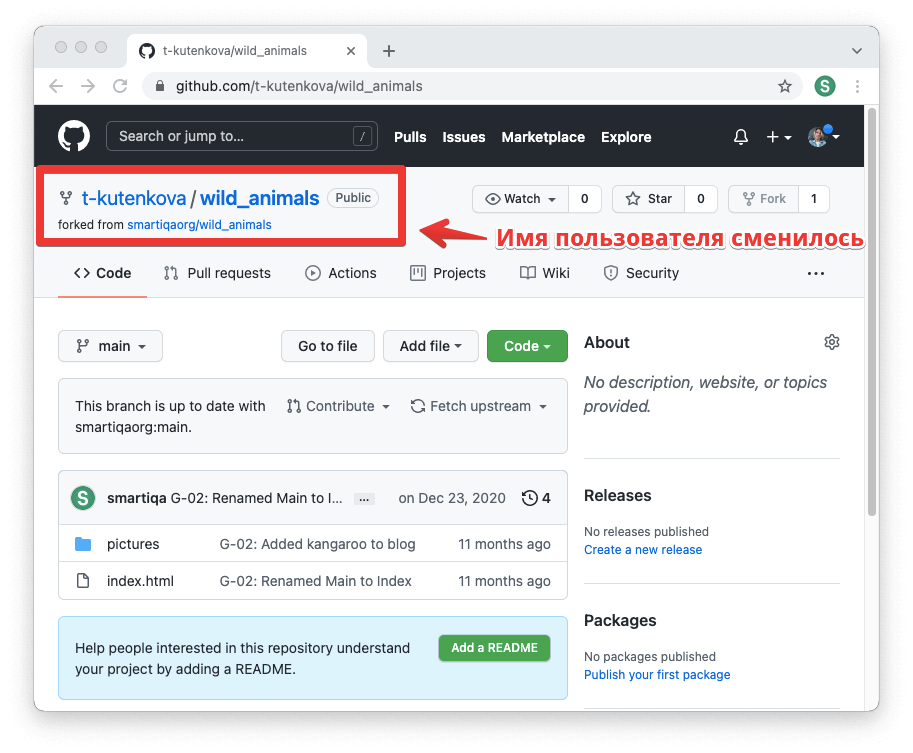 t-kutenkova/wild_animals
github.com/t-kutenkova/wild_animals
S
Search or jump to...
/
Pulls Issues Marketplace Explore
t-kutenkova / wild_animals Public
forked from smartiqaorg/wild_animals
Watch 0 Star 0 Fork 1
Имя пользователя сменилось
Code Pull requests Actions Projects Wiki Security ...
main Go to file Add file Code
This branch is up to date with smartiqaorg:main.
Contribute Fetch upstream
S smartiqa G-02: Renamed Main to I... ... on Dec 23, 2020 4
pictures G-02: Added kangaroo to blog 11 months ago
index.html G-02: Renamed Main to Index 11 months ago
Help people interested in this repository understand
your project by adding a README.
Add a README
About
No description, website, or topics
provided.
Releases
No releases published
Create a new release
Packages
No packages published
Publish your first package